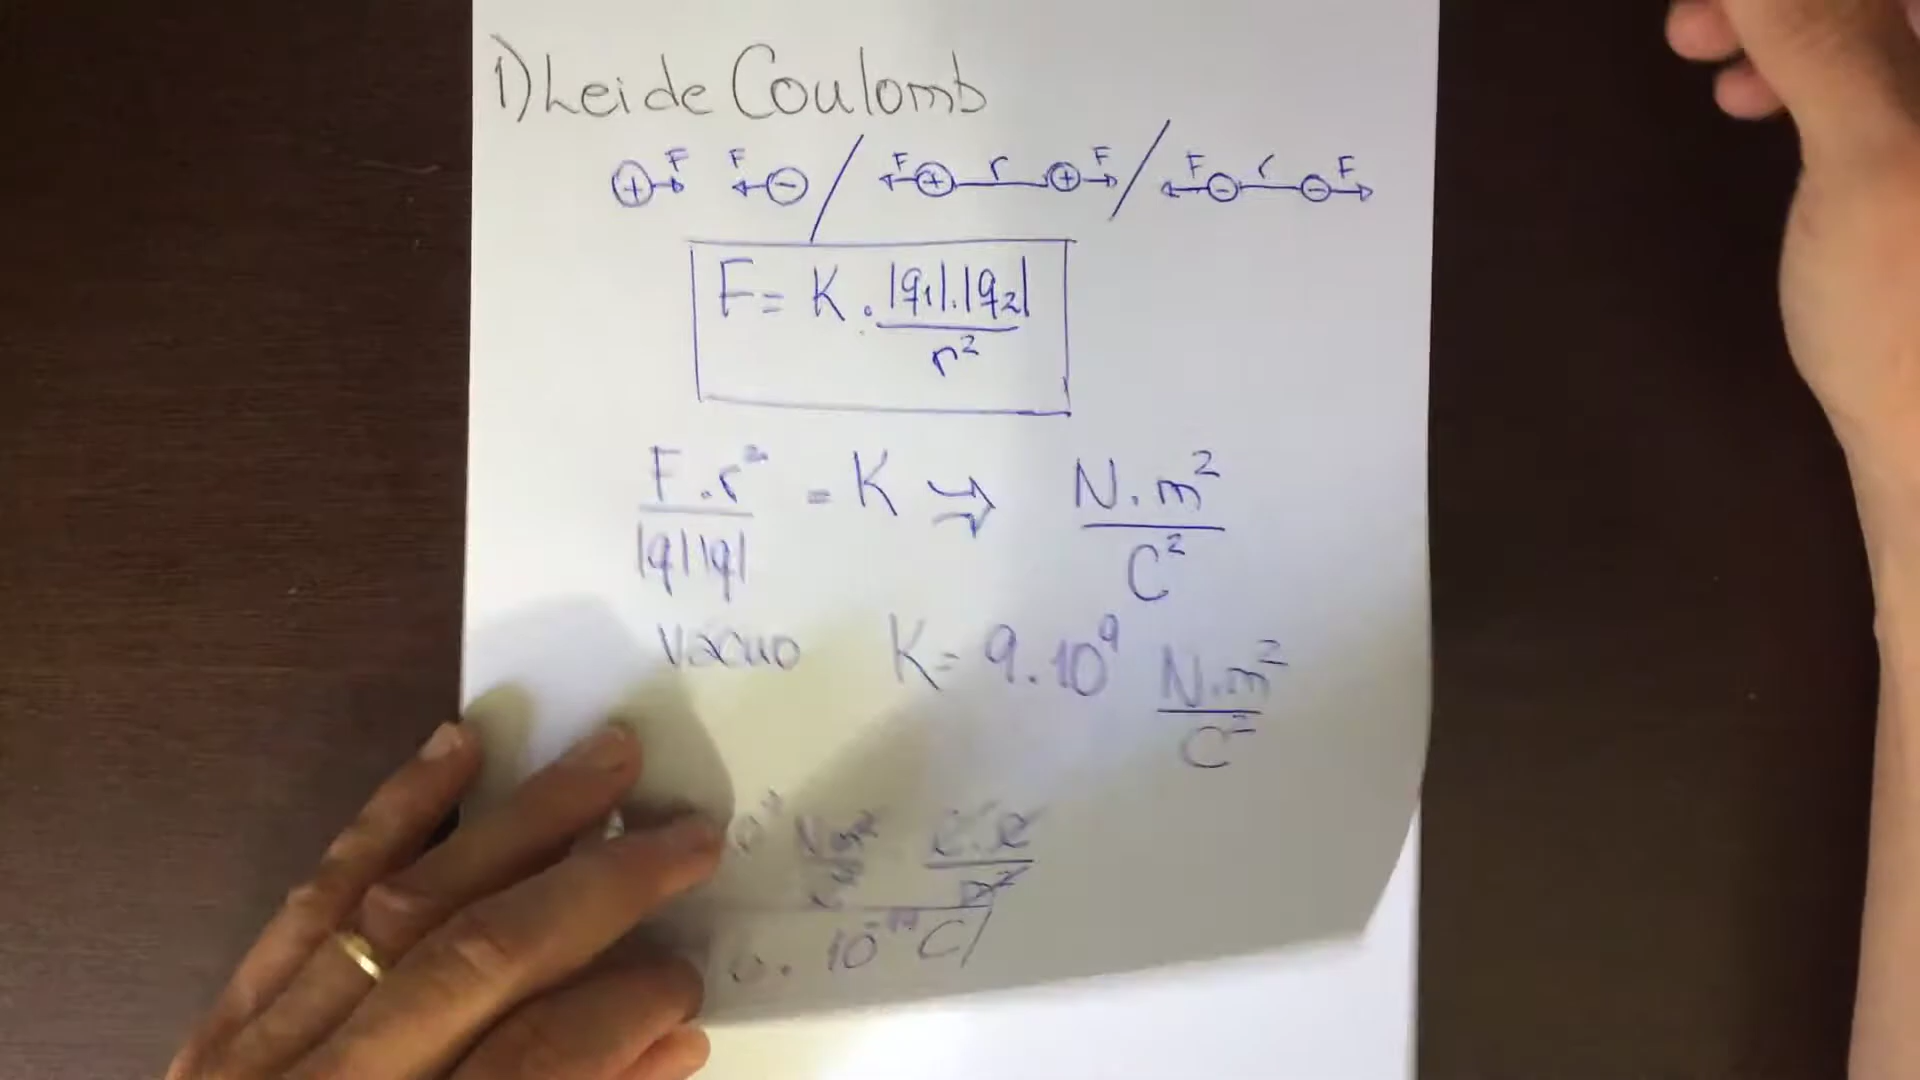 1) Lei de Coulomb
⊕→ F F ←⊖ / F ←⊕ r ⊕→ F / F ←⊖ r ⊖→ F
F = K . |q₁|.|q₂| / r²
F.r² / |q||q| = K ⇒ N.m² / C²
Vácuo K = 9.10⁹ N.m² / C²